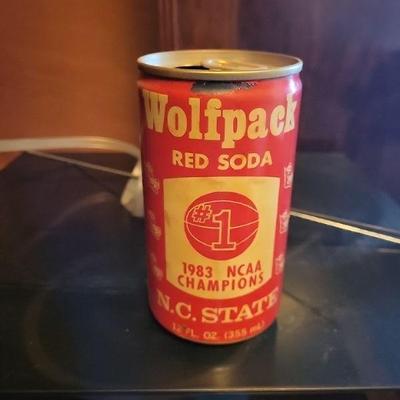 Wolfpack
RED SODA
#1
1983 NCAA
CHAMPIONS
N.C. STATE
12 FL. OZ. (355 mL)